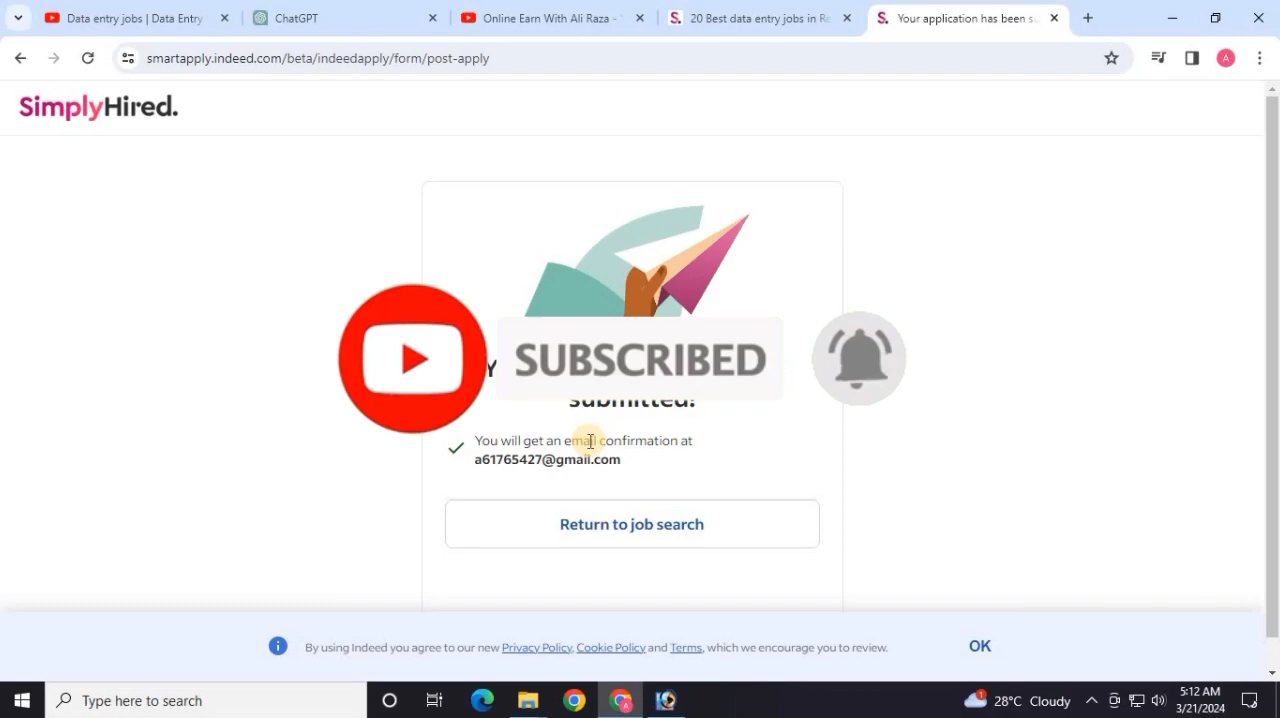 Data entry jobs | Data Entry
ChatGPT
Online Earn With Ali Raza -
20 Best data entry jobs in Ra
Your application has been su
smartapply.indeed.com/beta/indeedapply/form/post-apply
A
SimplyHired.
Y
SUBSCRIBED
submitted!
You will get an email confirmation at
a61765427@gmail.com
Return to job search
By using Indeed you agree to our new Privacy Policy, Cookie Policy and Terms, which we encourage you to review.
OK
Type here to search
1
28°C Cloudy
5:12 AM
3/21/2024